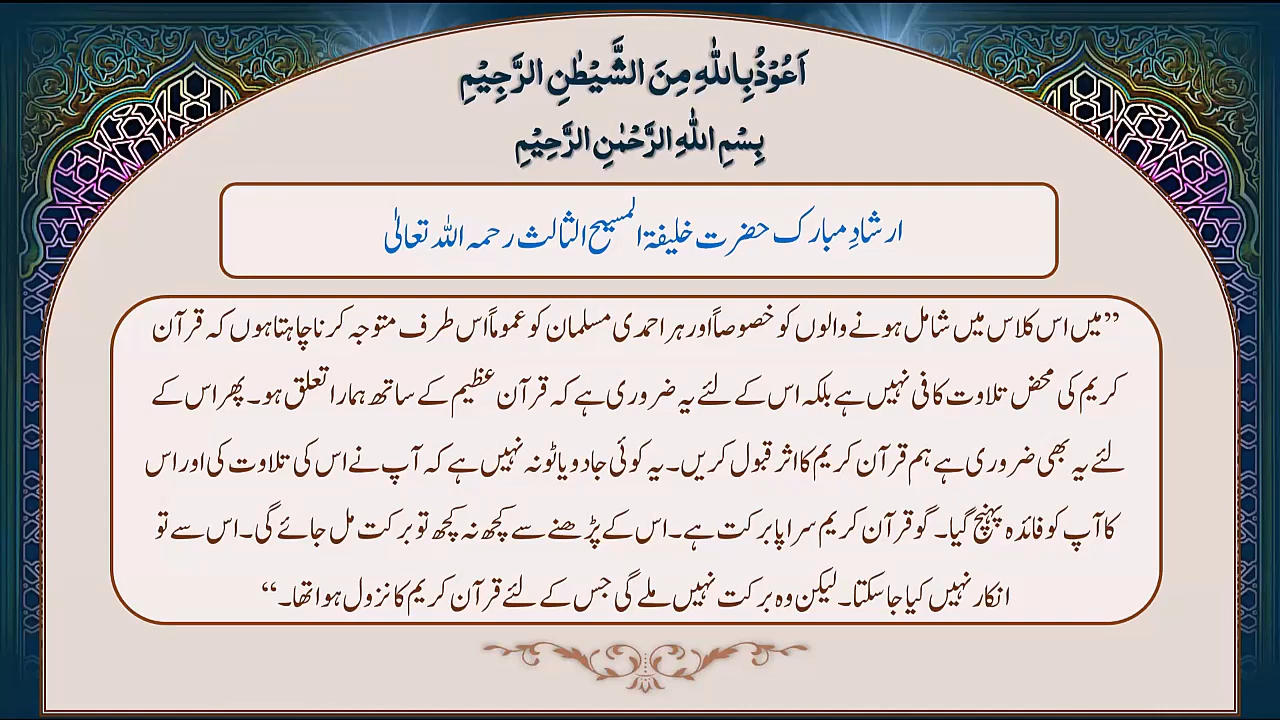 اَعُوْذُ بِاللّٰهِ مِنَ الشَّيْطٰنِ الرَّجِيْمِ
بِسْمِ اللّٰهِ الرَّحْمٰنِ الرَّحِيْمِ
ارشادِ مبارک حضرت خلیفۃ المسیح الثالث رحمہ اللہ تعالیٰ
”میں اس کلاس میں شامل ہونے والوں کو خصوصاً اور ہر احمدی مسلمان کو عموماً اس طرف متوجہ کرنا چاہتا ہوں کہ قرآن
کریم کی محض تلاوت کافی نہیں ہے بلکہ اس کے لئے یہ ضروری ہے کہ قرآن عظیم کے ساتھ ہمارا تعلق ہو۔ پھر اس کے
لئے یہ بھی ضروری ہے ہم قرآن کریم کا اثر قبول کریں۔ یہ کوئی جادو یا ٹونہ نہیں ہے کہ آپ نے اس کی تلاوت کی اور اس
کا آپ کو فائدہ پہنچ گیا۔ گو قرآن کریم سراپا برکت ہے۔ اس کے پڑھنے سے کچھ نہ کچھ تو برکت مل جائے گی۔ اس سے تو
انکار نہیں کیا جا سکتا۔ لیکن وہ برکت نہیں ملے گی جس کے لئے قرآن کریم کا نزول ہوا تھا۔“